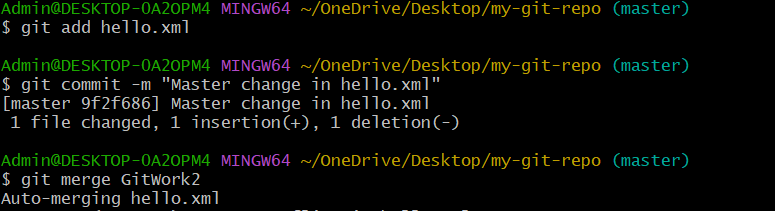 Admin@DESKTOP-OA2OPM4 MINGW64 ~/OneDrive/Desktop/my-git-repo (master)
$ git add hello.xml
Admin@DESKTOP-OA2OPM4 MINGW64 ~/OneDrive/Desktop/my-git-repo (master)
$ git commit -m "Master change in hello.xml"
[master 9f2f686] Master change in hello.xml
1 file changed, 1 insertion(+), 1 deletion(-)
Admin@DESKTOP-OA2OPM4 MINGW64 ~/OneDrive/Desktop/my-git-repo (master)
$ git merge GitWork2
Auto-merging hello.xml